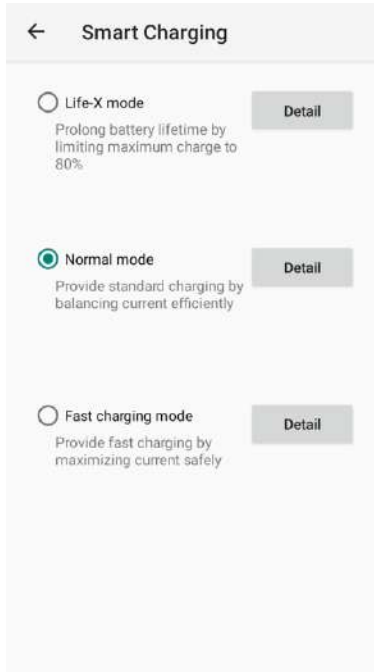 Smart Charging
Life-X mode
Detail
Prolong battery lifetime by
limiting maximum charge to
80%
Normal mode
Detail
Provide standard charging by
balancing current efficiently
Fast charging mode
Detail
Provide fast charging by
maximizing current safely